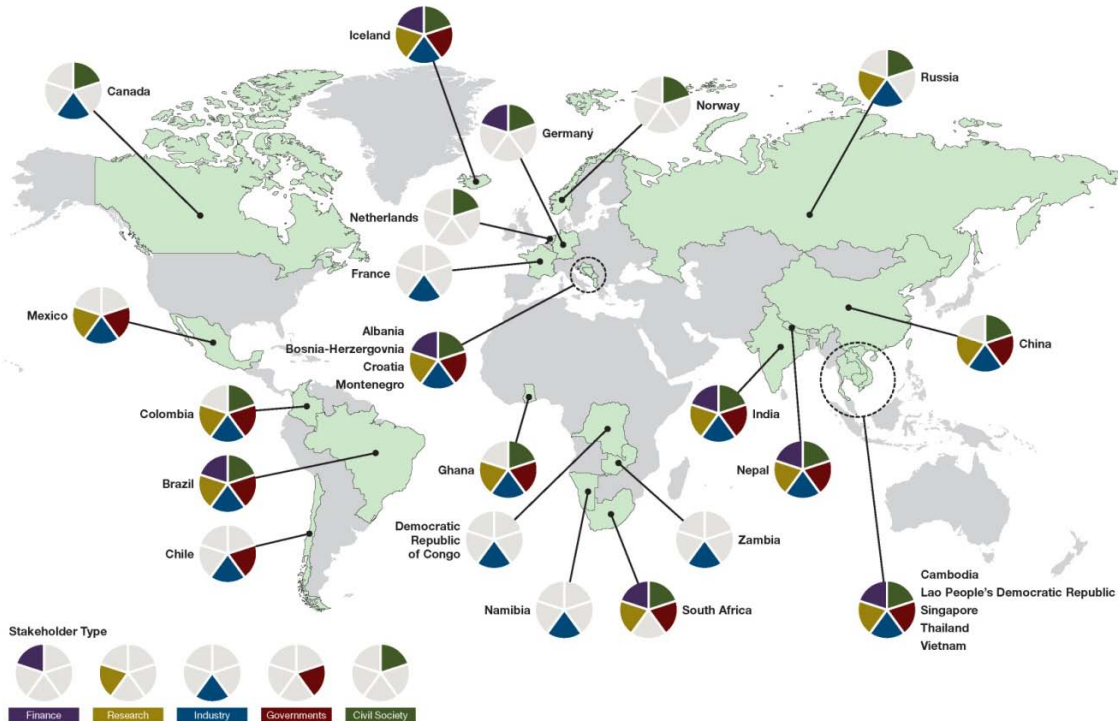 Iceland
Canada
Russia
Norway
Germany
Netherlands
France
Mexico
Albania
Bosnia-Herzergovnia
Croatia
Montenegro
China
Colombia
India
Ghana
Nepal
Brazil
Democratic
Republic
of Congo
Zambia
Chile
Namibia
South Africa
Cambodia
Lao People's Democratic Republic
Singapore
Thailand
Vietnam
Stakeholder Type
Finance
Research
Industry
Governments
Civil Society